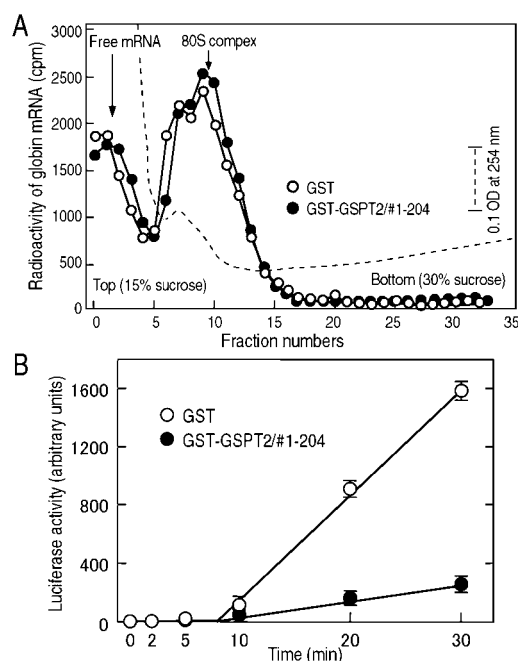 A
3000
2500
2000
1500
1000
500
0
Radioactivity of globin mRNA (cpm)
Free mRNA
80S compex
GST
GST-GSPT2/#1-204
0.1 OD at 254 nm
Top (15% sucrose)
Bottom (30% sucrose)
0 5 10 15 20 25 30 35
Fraction numbers
B
1600
1200
800
400
0
Luciferase activity (arbitrary units)
GST
GST-GSPT2/#1-204
0 2 5 10 20 30
Time (min)